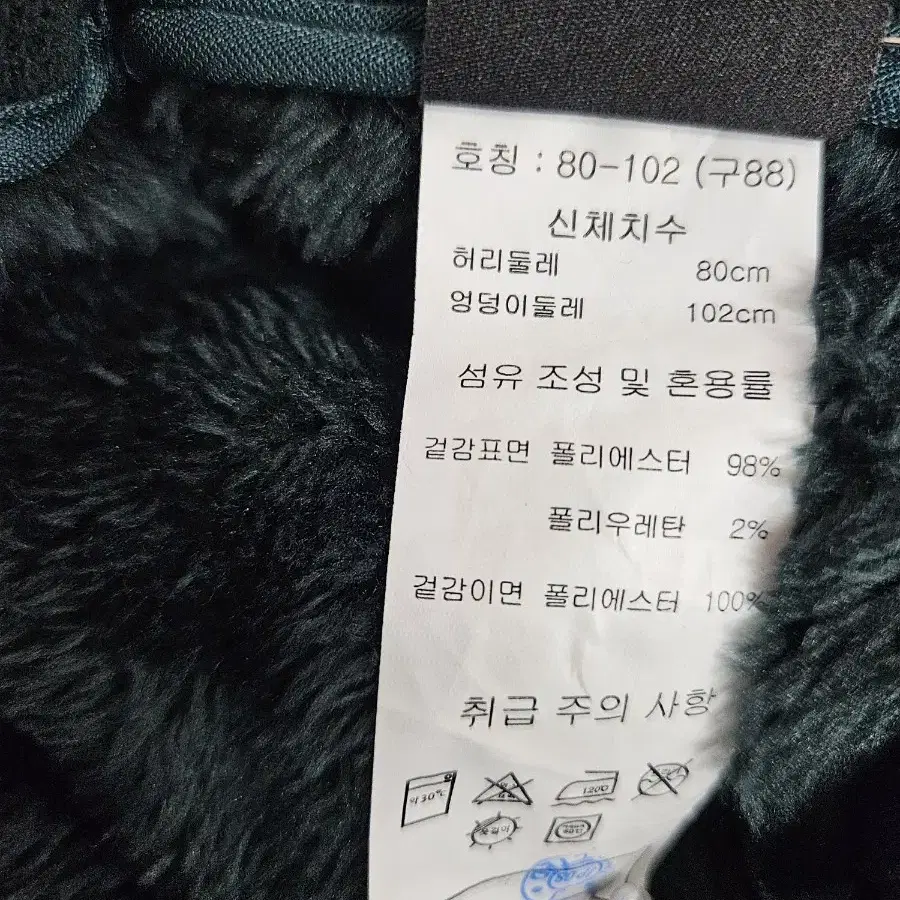 호칭 : 80-102 (구88)
신체치수
허리둘레 80cm
엉덩이둘레 102cm
섬유 조성 및 혼용률
겉감표면 폴리에스터 98%
폴리우레탄 2%
겉감이면 폴리에스터 100%
취급 주의 사항
약30℃